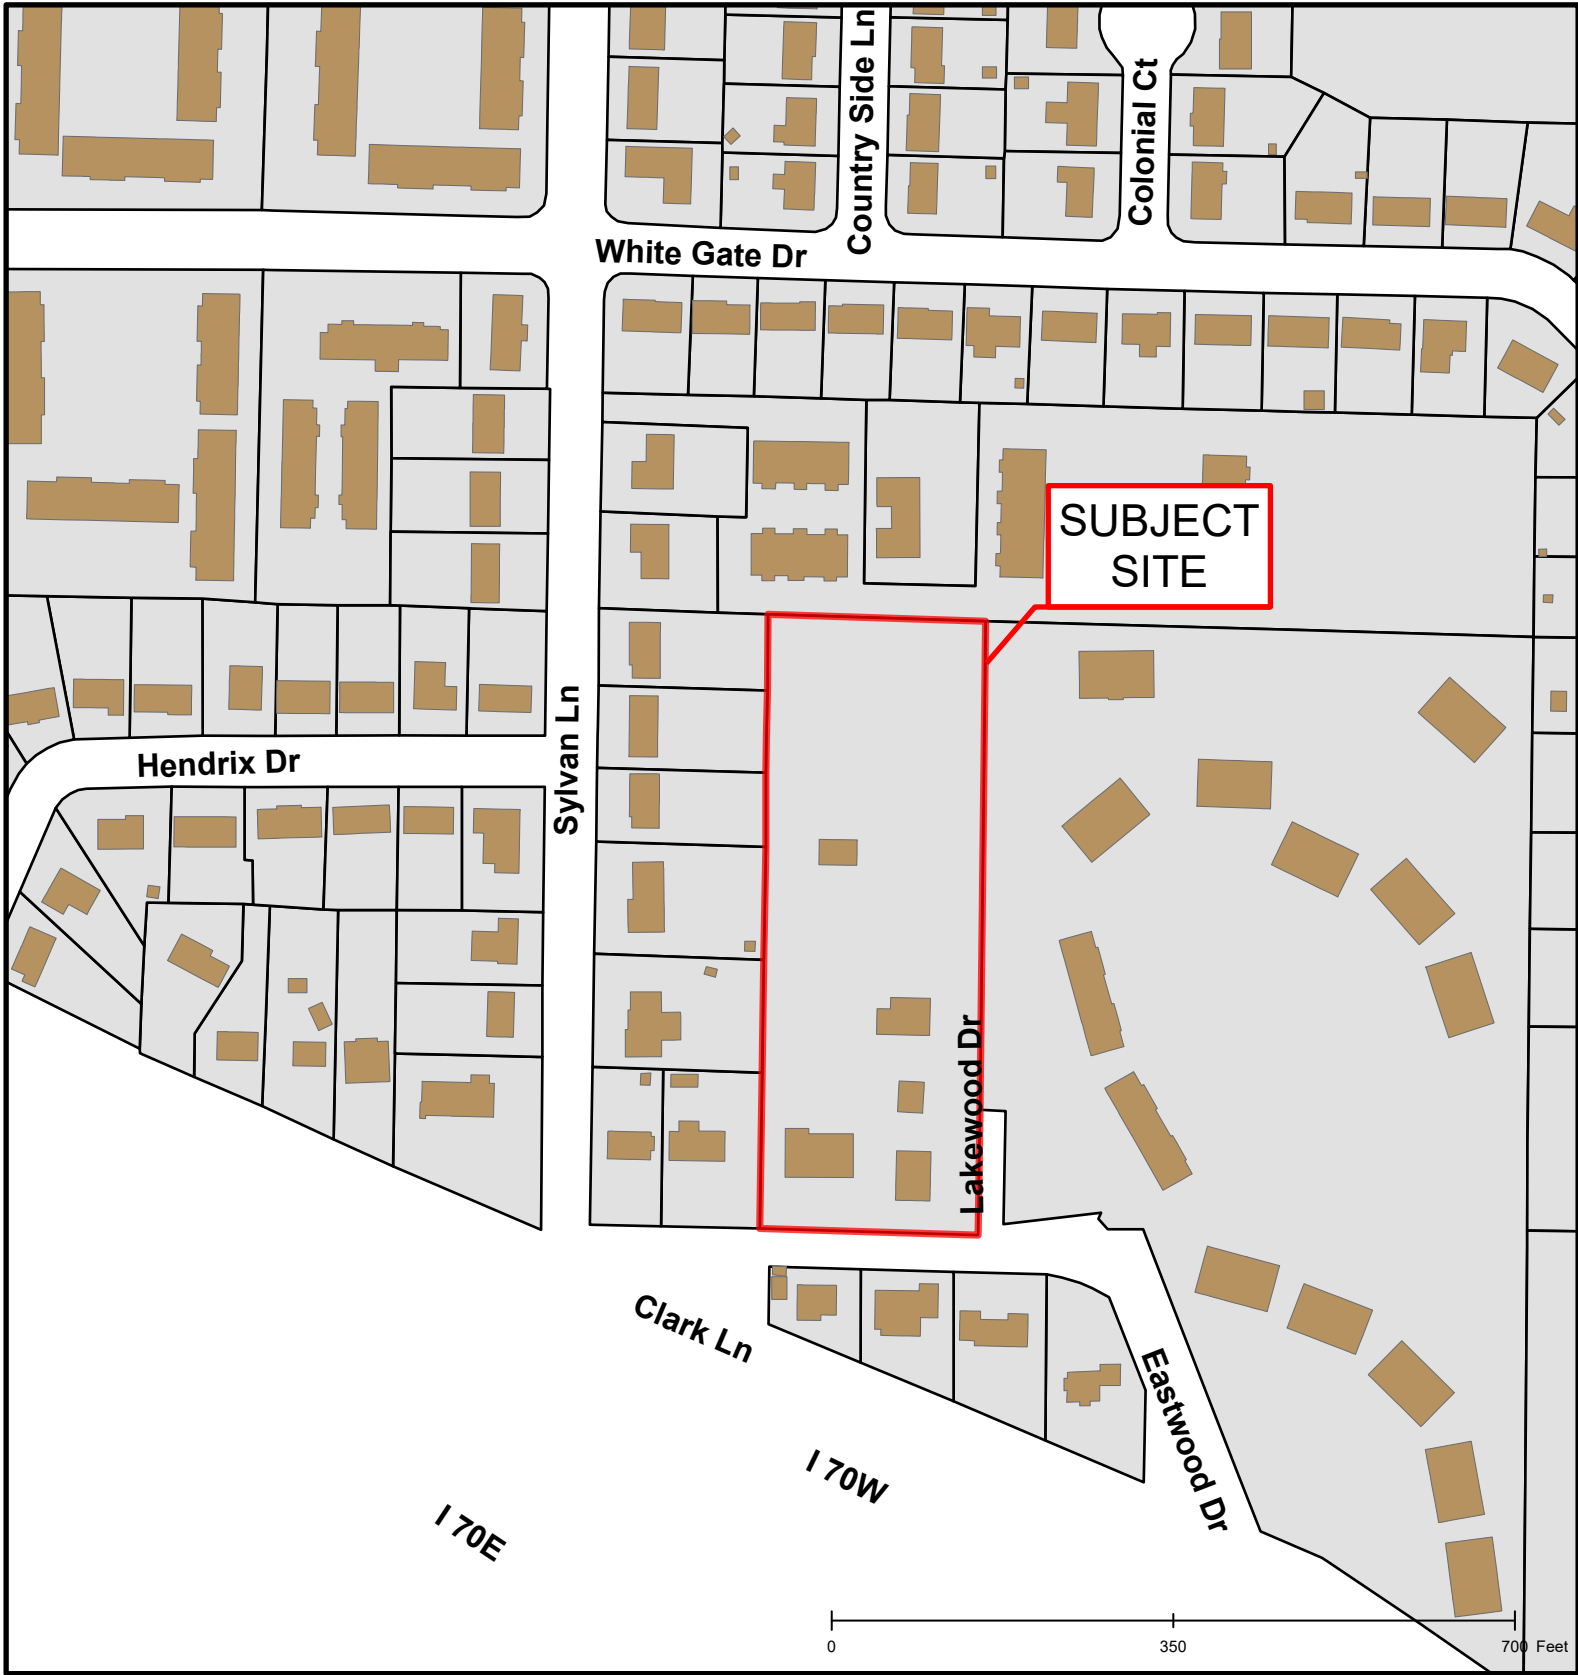 Country Side Ln
Colonial Ct
White Gate Dr
SUBJECT
SITE
Sylvan Ln
Hendrix Dr
Lakewood Dr
Clark Ln
Eastwood Dr
I 70W
I 70E
0 350 700 Feet